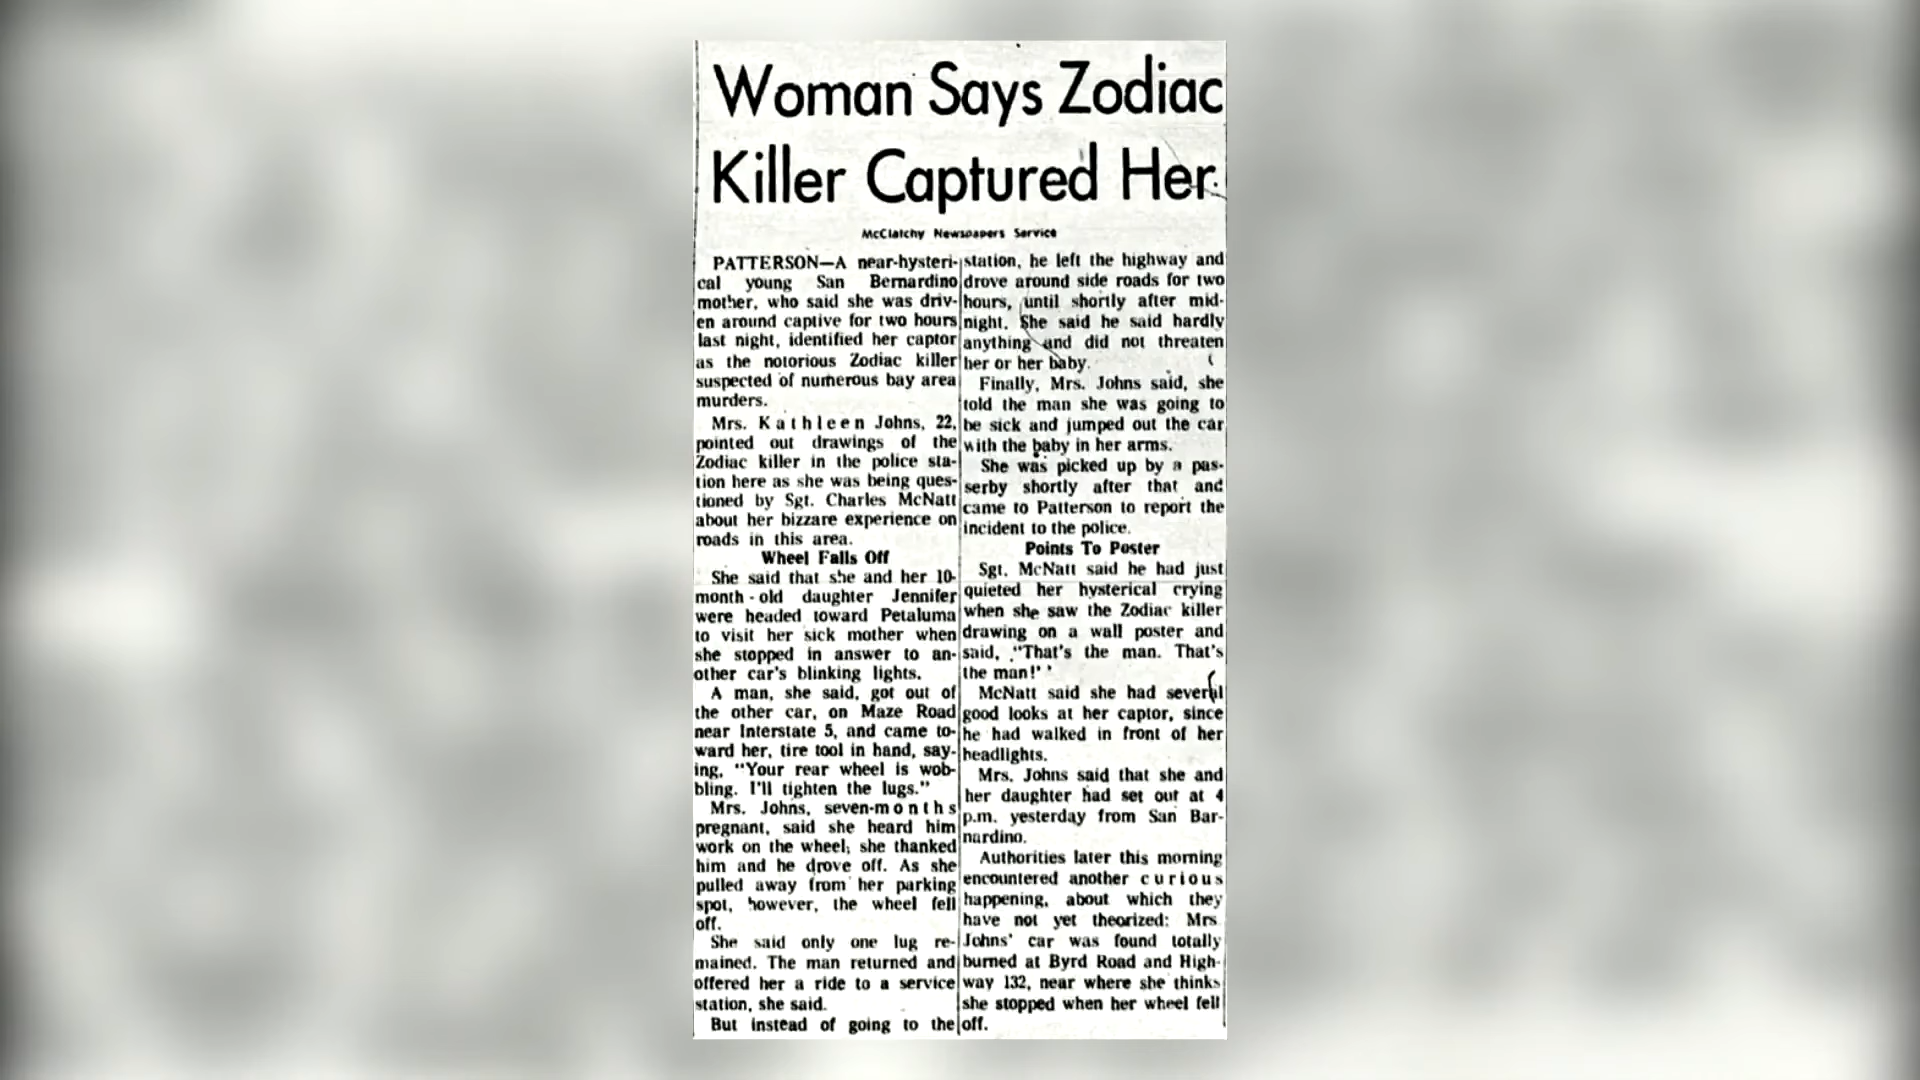 Woman Says Zodiac
Killer Captured Her
McClatchy Newspapers Service
PATTERSON—A near-hysteri-
cal young San Bernardino
mother, who said she was driv-
en around captive for two hours
last night, identified her captor
as the notorious Zodiac killer
suspected of numerous bay area
murders.
Mrs. Kathleen Johns, 22,
pointed out drawings of the
Zodiac killer in the police sta-
tion here as she was being ques-
tioned by Sgt. Charles McNatt
about her bizzare experience on
roads in this area.
Wheel Falls Off
She said that she and her 10-
month-old daughter Jennifer
were headed toward Petaluma
to visit her sick mother when
she stopped in answer to an-
other car's blinking lights.
A man, she said, got out of
the other car, on Maze Road
near Interstate 5, and came to-
ward her, tire tool in hand, say-
ing, "Your rear wheel is wob-
bling. I'll tighten the lugs."
Mrs. Johns, seven-months
pregnant, said she heard him
work on the wheel; she thanked
him and he drove off. As she
pulled away from her parking
spot, however, the wheel fell
off.
She said only one lug re-
mained. The man returned and
offered her a ride to a service
station, she said.
But instead of going to the
station, he left the highway and
drove around side roads for two
hours, until shortly after mid-
night. She said he said hardly
anything and did not threaten
her or her baby.
Finally, Mrs. Johns said, she
told the man she was going to
be sick and jumped out the car
with the baby in her arms.
She was picked up by a pas-
serby shortly after that and
came to Patterson to report the
incident to the police.
Points To Poster
Sgt. McNatt said he had just
quieted her hysterical crying
when she saw the Zodiac killer
drawing on a wall poster and
said, "That's the man. That's
the man!''
McNatt said she had several
good looks at her captor, since
he had walked in front of her
headlights.
Mrs. Johns said that she and
her daughter had set out at 4
p.m. yesterday from San Bar-
nardino.
Authorities later this morning
encountered another curious
happening, about which they
have not yet theorized: Mrs.
Johns' car was found totally
burned at Byrd Road and High-
way 132, near where she thinks
she stopped when her wheel fell
off.